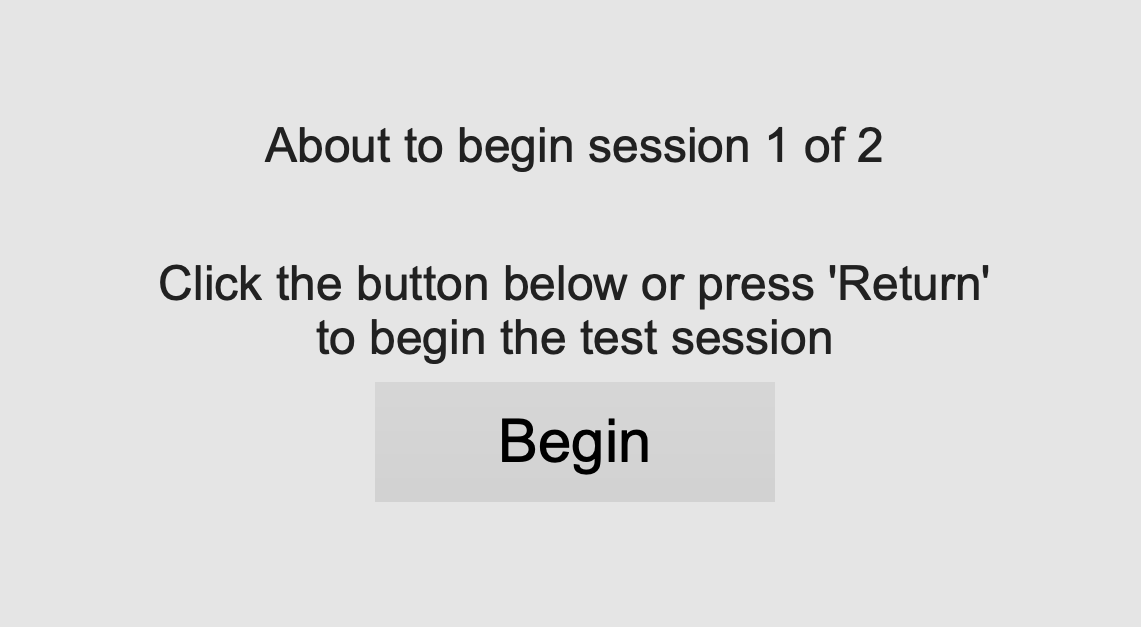 About to begin session 1 of 2
Click the button below or press 'Return'
to begin the test session
Begin